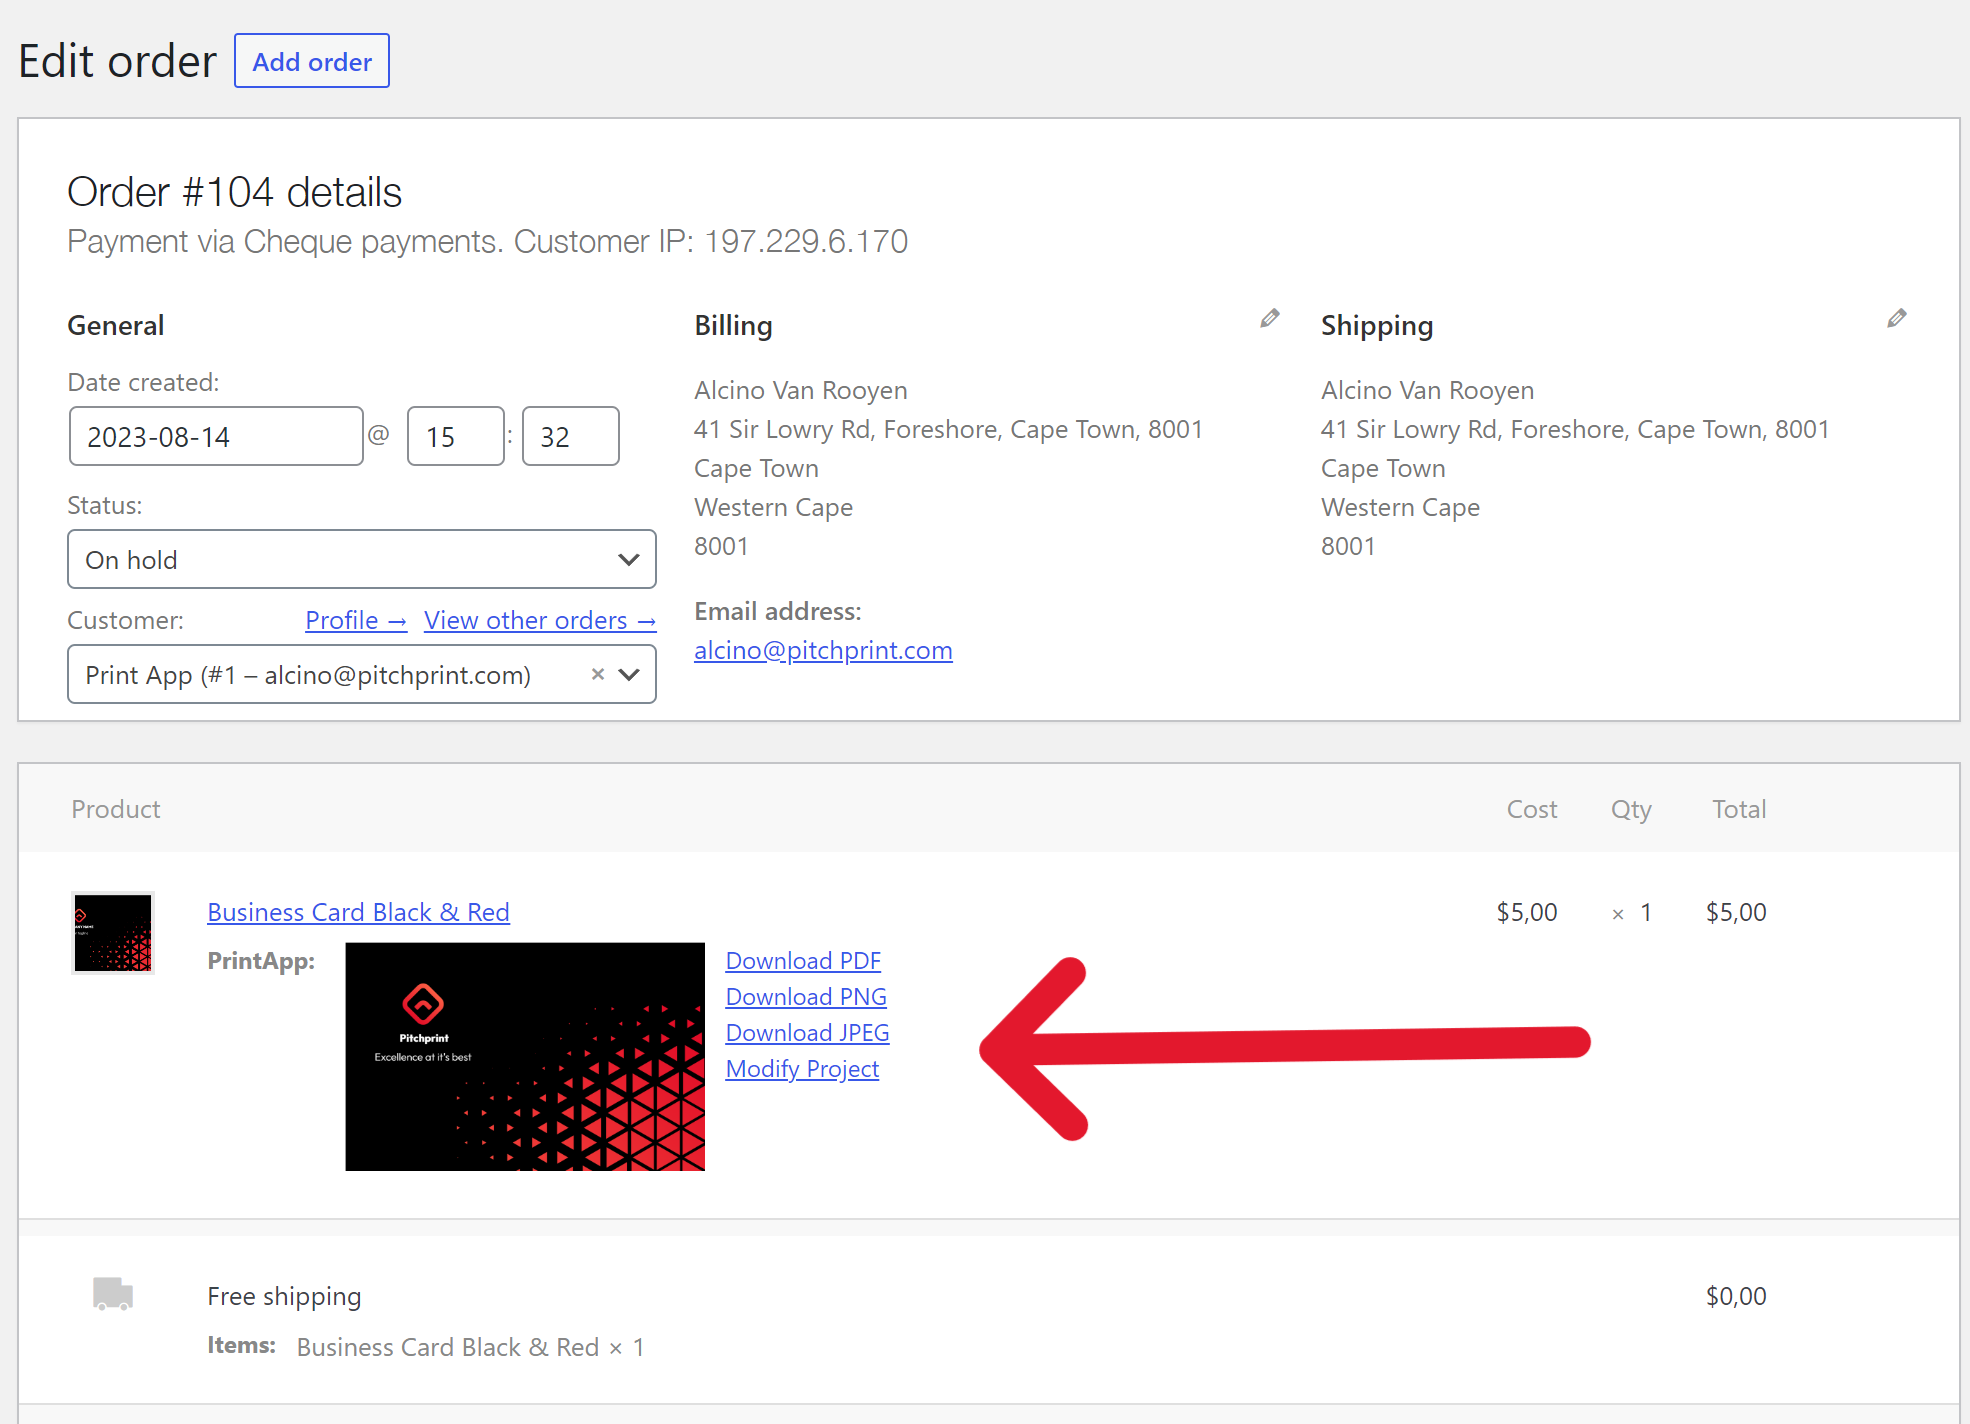 Edit order Add order
Order #104 details
Payment via Cheque payments. Customer IP: 197.229.6.170
General
Date created:
2023-08-14 @ 15 : 32
Status:
On hold
Customer: Profile → View other orders →
Print App (#1 – alcino@pitchprint.com) ×
Billing
Alcino Van Rooyen
41 Sir Lowry Rd, Foreshore, Cape Town, 8001
Cape Town
Western Cape
8001
Email address:
alcino@pitchprint.com
Shipping
Alcino Van Rooyen
41 Sir Lowry Rd, Foreshore, Cape Town, 8001
Cape Town
Western Cape
8001
Product Cost Qty Total
Business Card Black & Red $5,00 × 1 $5,00
PrintApp:
Pitchprint
Excellence at it's best
Download PDF
Download PNG
Download JPEG
Modify Project
Free shipping $0,00
Items: Business Card Black & Red × 1